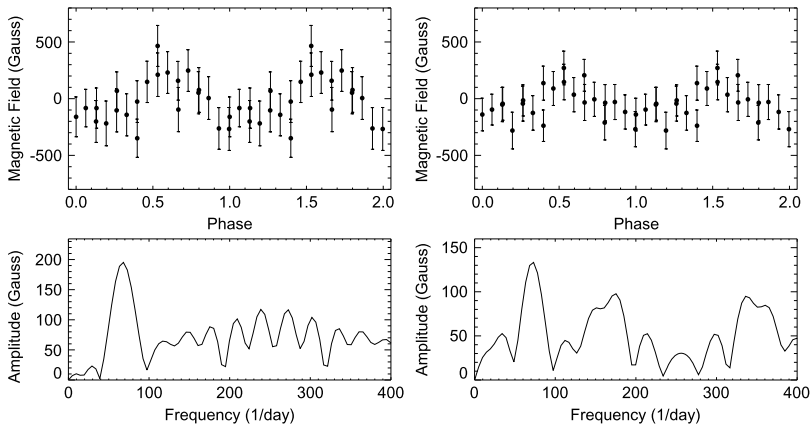 500
0
-500
Magnetic Field (Gauss)
0.0 0.5 1.0 1.5 2.0
Phase
500
0
-500
Magnetic Field (Gauss)
0.0 0.5 1.0 1.5 2.0
Phase
200
150
100
50
0
Amplitude (Gauss)
0 100 200 300 400
Frequency (1/day)
150
100
50
0
Amplitude (Gauss)
0 100 200 300 400
Frequency (1/day)